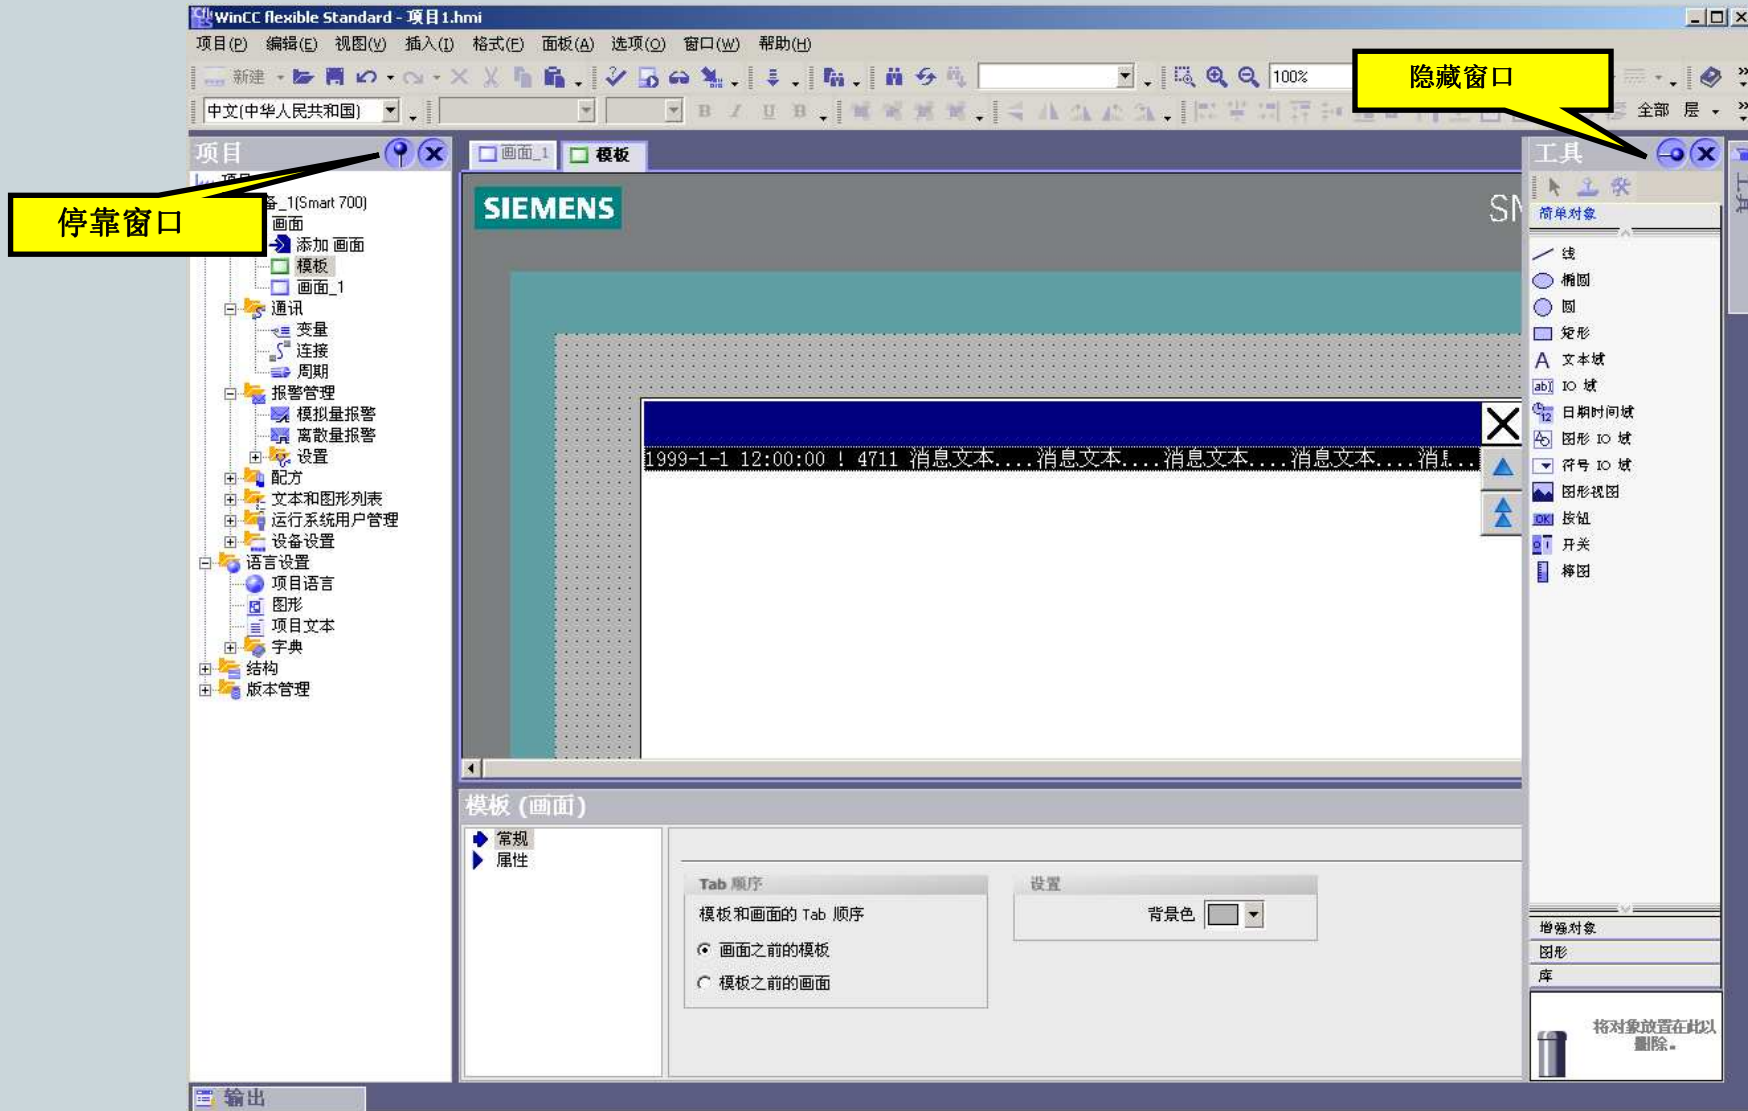 WinCC flexible Standard - 项目1.hmi
项目(P) 编辑(E) 视图(V) 插入(I) 格式(F) 面板(A) 选项(O) 窗口(W) 帮助(H)
新建 100%
隐藏窗口
中文(中华人民共和国) B I U B 全部 层
项目
画面_1 模板
工具
工具
停靠窗口
备_1(Smart 700)
画面
添加 画面
模板
画面_1
通讯
变量
连接
周期
报警管理
模拟量报警
离散量报警
设置
配方
文本和图形列表
运行系统用户管理
设备设置
语言设置
项目语言
图形
项目文本
字典
结构
版本管理
SIEMENS
1999-1-1 12:00:00 ! 4711 消息文本....消息文本....消息文本....消息文本....消息...
简单对象
线
椭圆
圆
矩形
A 文本域
IO 域
日期时间域
图形 IO 域
符号 IO 域
图形视图
OK 按钮
开关
棒图
增强对象
图形
库
将对象放置在此以
删除。
模板 (画面)
常规
属性
Tab 顺序
模板和画面的 Tab 顺序
画面之前的模板
模板之前的画面
设置
背景色
输出